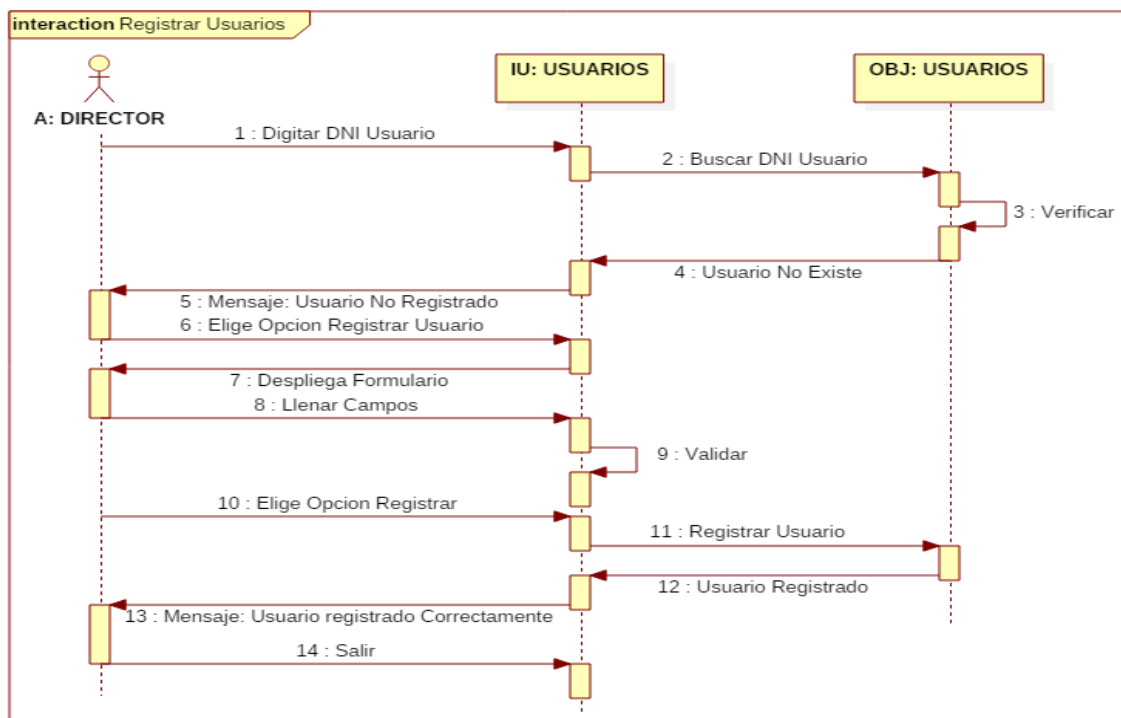 interaction Registrar Usuarios
IU: USUARIOS
OBJ: USUARIOS
A: DIRECTOR
1 : Digitar DNI Usuario
2 : Buscar DNI Usuario
3 : Verificar
4 : Usuario No Existe
5 : Mensaje: Usuario No Registrado
6 : Elige Opcion Registrar Usuario
7 : Despliega Formulario
8 : Llenar Campos
9 : Validar
10 : Elige Opcion Registrar
11 : Registrar Usuario
12 : Usuario Registrado
13 : Mensaje: Usuario registrado Correctamente
14 : Salir